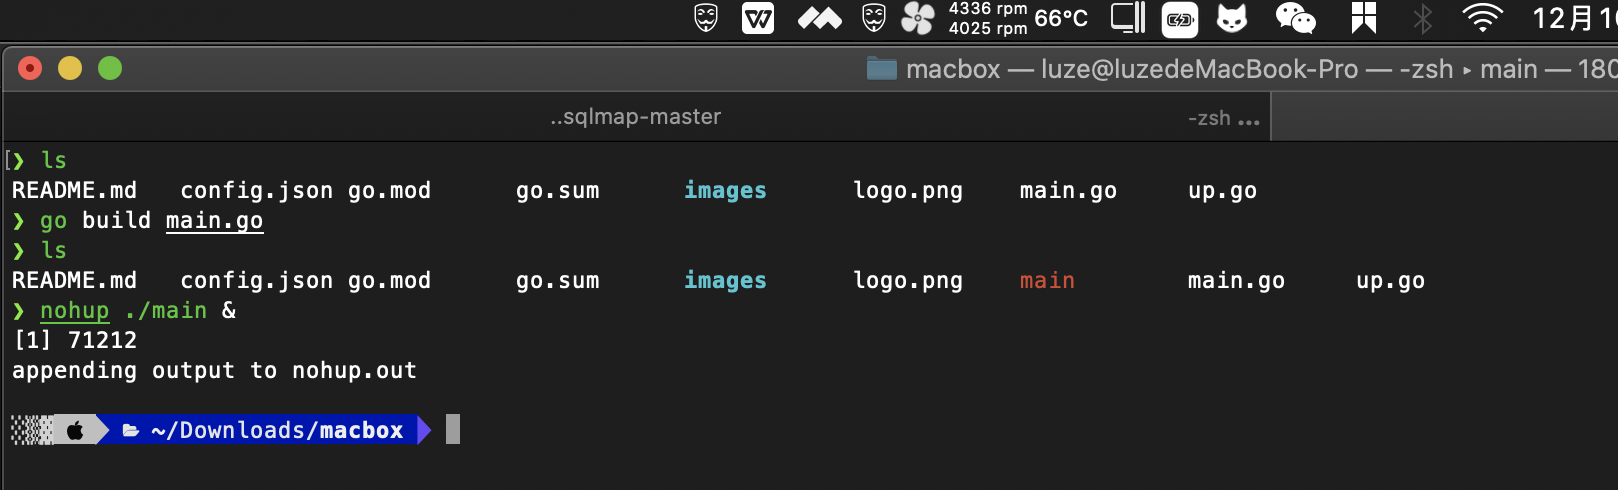 4336 rpm
4025 rpm
66°C
12月1
macbox — luze@luzedeMacBook-Pro — -zsh ▸ main — 180
..sqlmap-master
-zsh ...
[❯ ls
README.md config.json go.mod go.sum images logo.png main.go up.go
❯ go build main.go
❯ ls
README.md config.json go.mod go.sum images logo.png main main.go up.go
❯ nohup ./main &
[1] 71212
appending output to nohup.out
~/Downloads/macbox